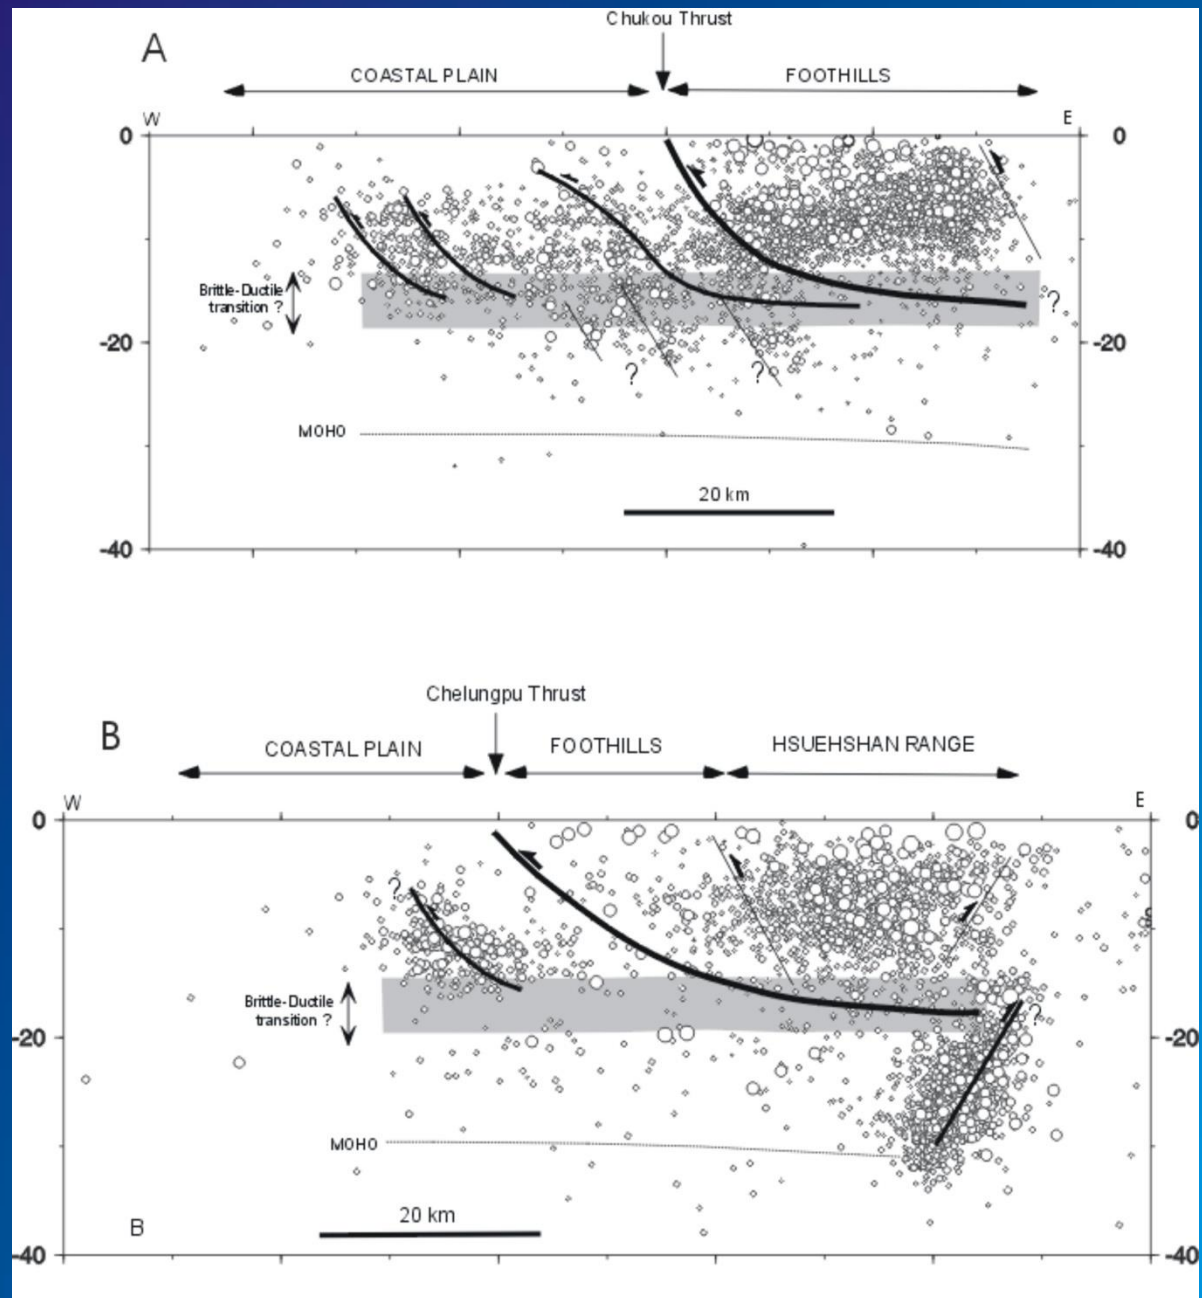 Chukou Thrust
A
COASTAL PLAIN FOOTHILLS
W E
0 0
Brittle-Ductile
transition ?
?
-20 -20
? ?
MOHO
20 km
-40 -40
Chelungpu Thrust
B
COASTAL PLAIN FOOTHILLS HSUEHSHAN RANGE
W E
0 0
?
Brittle-Ductile
transition ?
?
-20 -20
MOHO
20 km
B
-40 -40